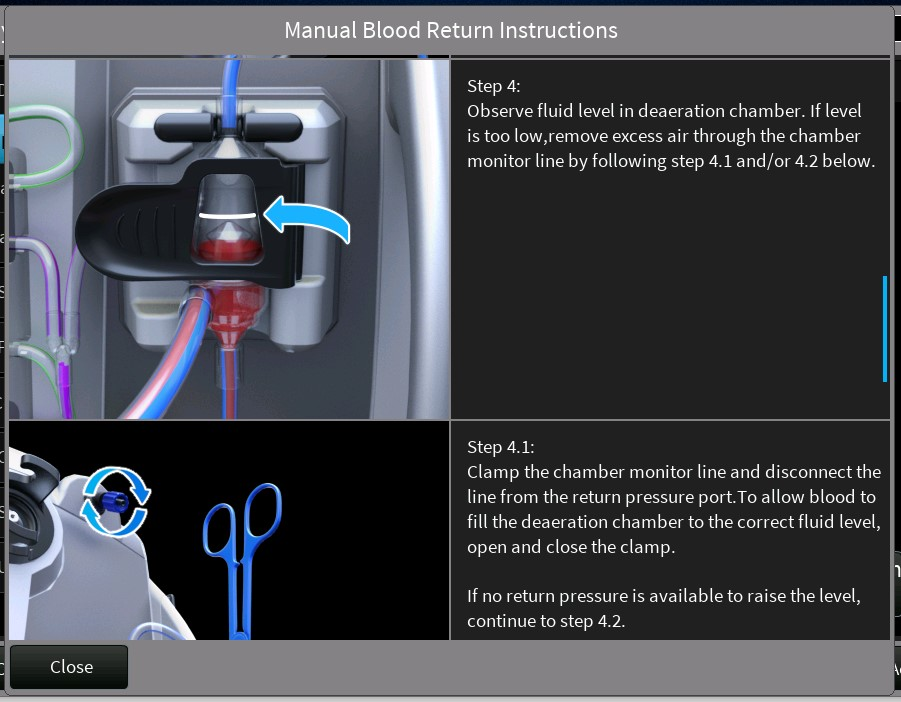 Manual Blood Return Instructions
Step 4:
Observe fluid level in deaeration chamber. If level
is too low,remove excess air through the chamber
monitor line by following step 4.1 and/or 4.2 below.
Step 4.1:
Clamp the chamber monitor line and disconnect the
line from the return pressure port.To allow blood to
fill the deaeration chamber to the correct fluid level,
open and close the clamp.
If no return pressure is available to raise the level,
continue to step 4.2.
Close